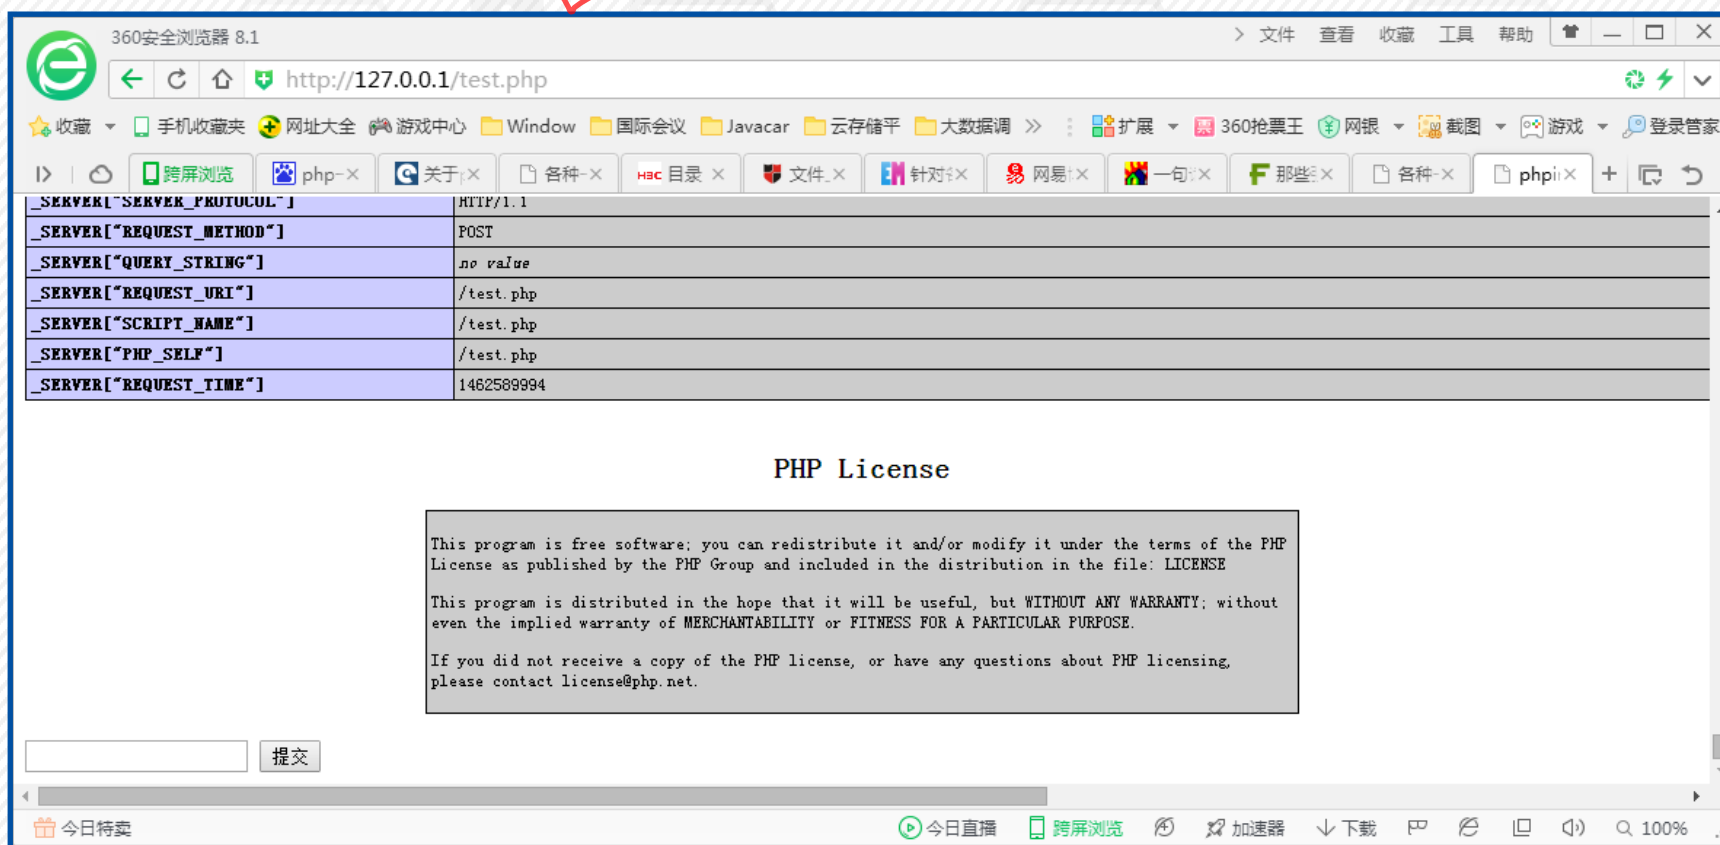 360安全浏览器 8.1
文件 查看 收藏 工具 帮助
http://127.0.0.1/test.php
收藏 手机收藏夹 网址大全 游戏中心 Window 国际会议 Javacar 云存储平 大数据调 扩展 360抢票王 网银 截图 游戏 登录管家
跨屏浏览 php- 关于 各种- H3C 目录 文件_ 针对 网易 一句 那些 各种- phpi
_SERVER["SERVER_PROTOCOL"] HTTP/1.1
_SERVER["REQUEST_METHOD"] POST
_SERVER["QUERY_STRING"] no value
_SERVER["REQUEST_URI"] /test.php
_SERVER["SCRIPT_NAME"] /test.php
_SERVER["PHP_SELF"] /test.php
_SERVER["REQUEST_TIME"] 1462589994
PHP License
This program is free software; you can redistribute it and/or modify it under the terms of the PHP
License as published by the PHP Group and included in the distribution in the file: LICENSE
This program is distributed in the hope that it will be useful, but WITHOUT ANY WARRANTY; without
even the implied warranty of MERCHANTABILITY or FITNESS FOR A PARTICULAR PURPOSE.
If you did not receive a copy of the PHP license, or have any questions about PHP licensing,
please contact license@php.net.
提交
今日特卖 今日直播 跨屏浏览 加速器 下载 100%